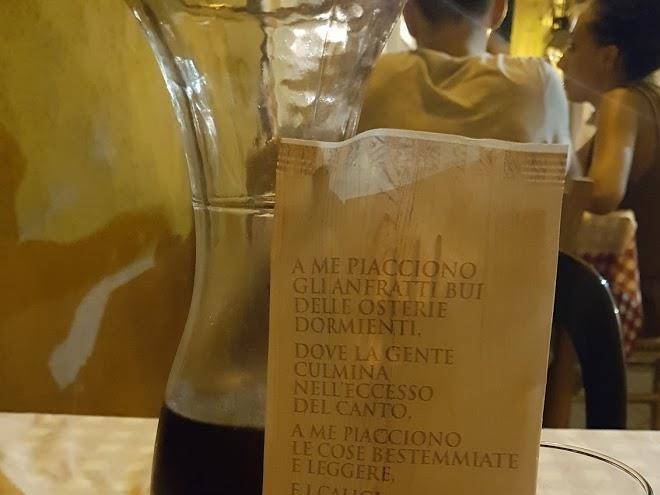 A ME PIACCIONO
GLI ANFRATTI BUI
DELLE OSTERIE
DORMIENTI,
DOVE LA GENTE
CULMINA
NELL'ECCESSO
DEL CANTO,
A ME PIACCIONO
LE COSE BESTEMMIATE
E LEGGERE,
E I CALICI